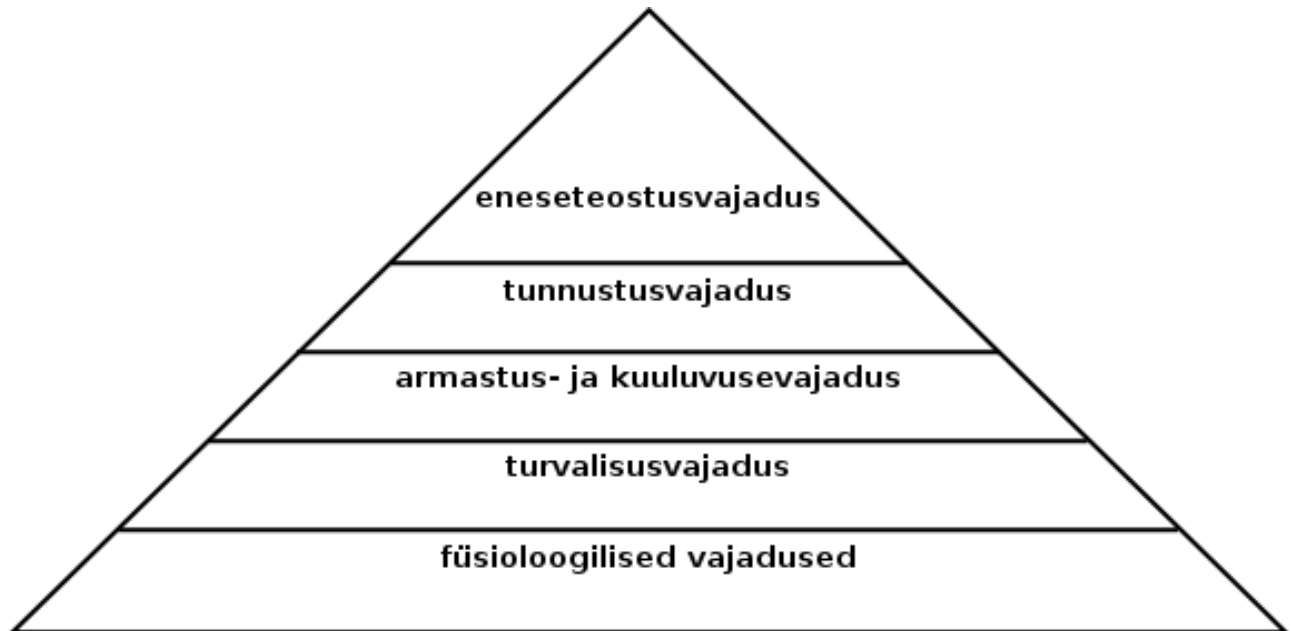 eneseteostusvajadus
tunnustusvajadus
armastus- ja kuuluvusevajadus
turvalisusvajadus
füsioloogilised vajadused